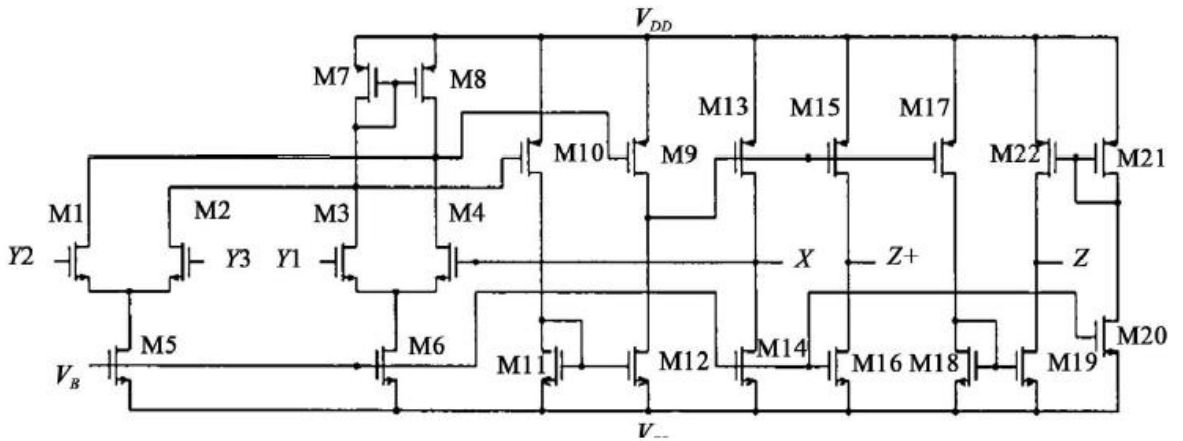 V_DD
M7 M8
M13 M15 M17
M10 M9 M22 M21
M1 M2 M3 M4
Y2 Y3 Y1 X Z+ Z
M5 M6 M14 M20
M11 M12 M16 M18 M19
V_B